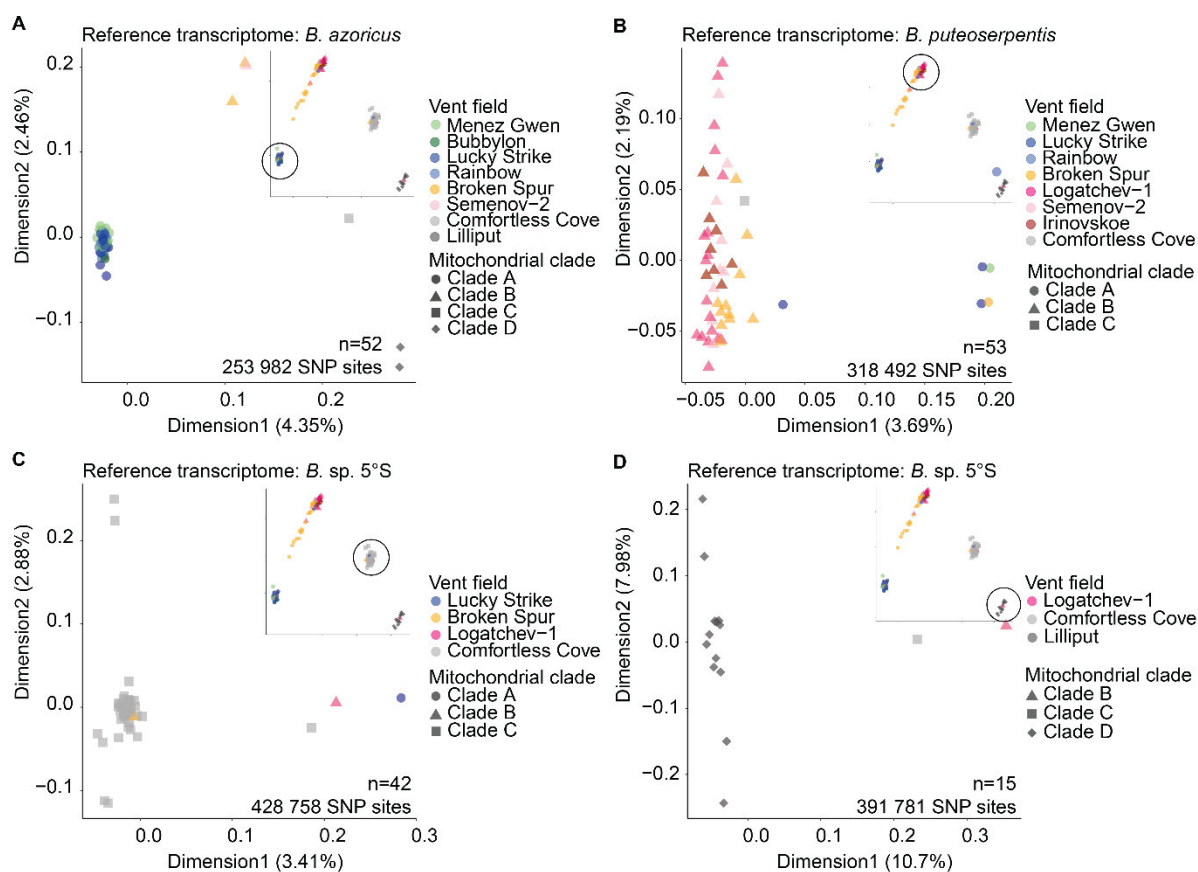 A
Reference transcriptome: B. azoricus
Dimension2 (2.46%)
0.2
0.1
0.0
−0.1
0.0
0.1
0.2
Dimension1 (4.35%)
n=52
253 982 SNP sites
Vent field
Menez Gwen
Bubbylon
Lucky Strike
Rainbow
Broken Spur
Semenov−2
Comfortless Cove
Lilliput
Mitochondrial clade
Clade A
Clade B
Clade C
Clade D
B
Reference transcriptome: B. puteoserpentis
Dimension2 (2.19%)
0.10
0.05
0.00
−0.05
−0.05
0.00
0.05
0.10
0.15
0.20
Dimension1 (3.69%)
n=53
318 492 SNP sites
Vent field
Menez Gwen
Lucky Strike
Rainbow
Broken Spur
Logatchev−1
Semenov−2
Irinovskoe
Comfortless Cove
Mitochondrial clade
Clade A
Clade B
Clade C
C
Reference transcriptome: B. sp. 5°S
Dimension2 (2.88%)
0.2
0.1
0.0
−0.1
0.0
0.1
0.2
0.3
Dimension1 (3.41%)
n=42
428 758 SNP sites
Vent field
Lucky Strike
Broken Spur
Logatchev−1
Comfortless Cove
Mitochondrial clade
Clade A
Clade B
Clade C
D
Reference transcriptome: B. sp. 5°S
Dimension2 (7.98%)
0.2
0.1
0.0
−0.1
−0.2
0.0
0.1
0.2
0.3
Dimension1 (10.7%)
n=15
391 781 SNP sites
Vent field
Logatchev−1
Comfortless Cove
Lilliput
Mitochondrial clade
Clade B
Clade C
Clade D